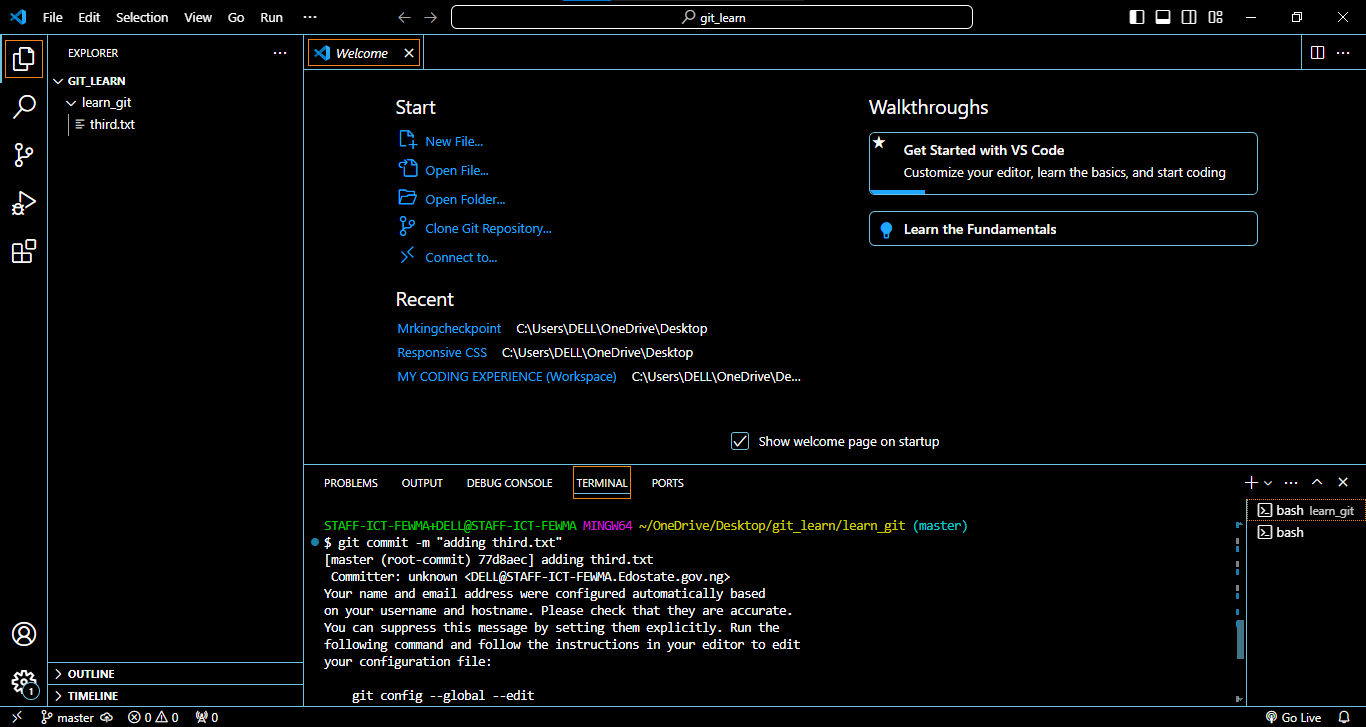 File Edit Selection View Go Run ···
git_learn
EXPLORER
Welcome
GIT_LEARN
learn_git
third.txt
Start
New File...
Open File...
Open Folder...
Clone Git Repository...
Connect to...
Recent
Mrkingcheckpoint C:\Users\DELL\OneDrive\Desktop
Responsive CSS C:\Users\DELL\OneDrive\Desktop
MY CODING EXPERIENCE (Workspace) C:\Users\DELL\OneDrive\De...
Walkthroughs
Get Started with VS Code
Customize your editor, learn the basics, and start coding
Learn the Fundamentals
Show welcome page on startup
PROBLEMS OUTPUT DEBUG CONSOLE TERMINAL PORTS
STAFF-ICT-FEWMA+DELL@STAFF-ICT-FEWMA MINGW64 ~/OneDrive/Desktop/git_learn/learn_git (master)
$ git commit -m "adding third.txt"
[master (root-commit) 77d8aec] adding third.txt
Committer: unknown <DELL@STAFF-ICT-FEWMA.Edostate.gov.ng>
Your name and email address were configured automatically based
on your username and hostname. Please check that they are accurate.
You can suppress this message by setting them explicitly. Run the
following command and follow the instructions in your editor to edit
your configuration file:
git config --global --edit
bash learn_git
bash
OUTLINE
TIMELINE
1
master 0 0 0
Go Live